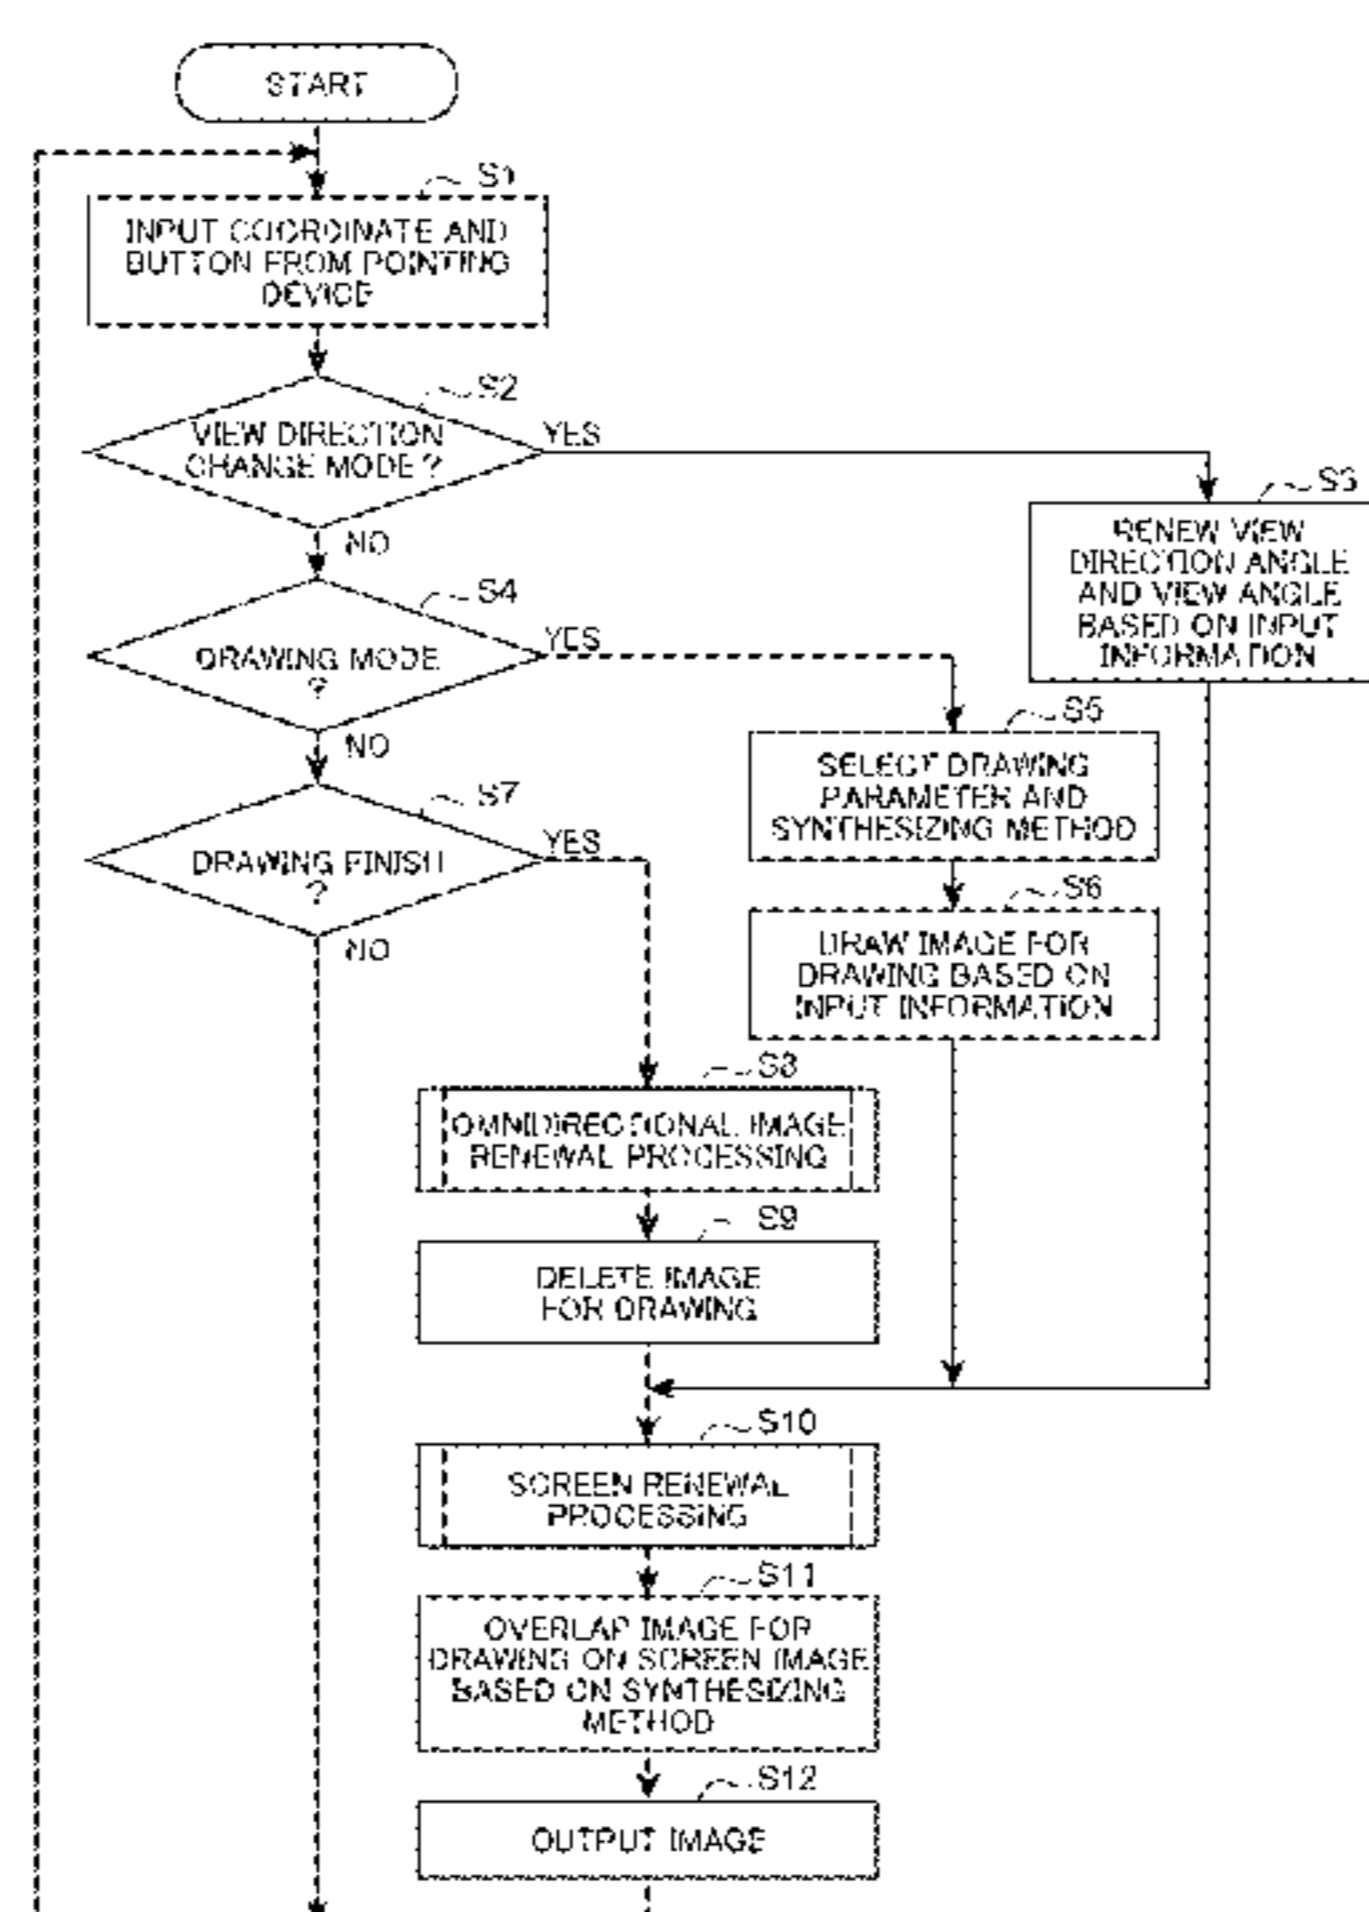 START
S1
INPUT COORDINATE AND
BUTTON FROM POINTING
DEVICE
S2
VIEW DIRECTION
CHANGE MODE?
YES
NO
S3
RENEW VIEW
DIRECTION ANGLE
AND VIEW ANGLE
BASED ON INPUT
INFORMATION
S4
DRAWING MODE
?
YES
NO
S5
SELECT DRAWING
PARAMETER AND
SYNTHESIZING METHOD
S6
DRAW IMAGE FOR
DRAWING BASED ON
INPUT INFORMATION
S7
DRAWING FINISH
?
YES
NO
S8
OMNIDIRECTIONAL IMAGE
RENEWAL PROCESSING
S9
DELETE IMAGE
FOR DRAWING
S10
SCREEN RENEWAL
PROCESSING
S11
OVERLAP IMAGE FOR
DRAWING ON SCREEN IMAGE
BASED ON SYNTHESIZING
METHOD
S12
OUTPUT IMAGE